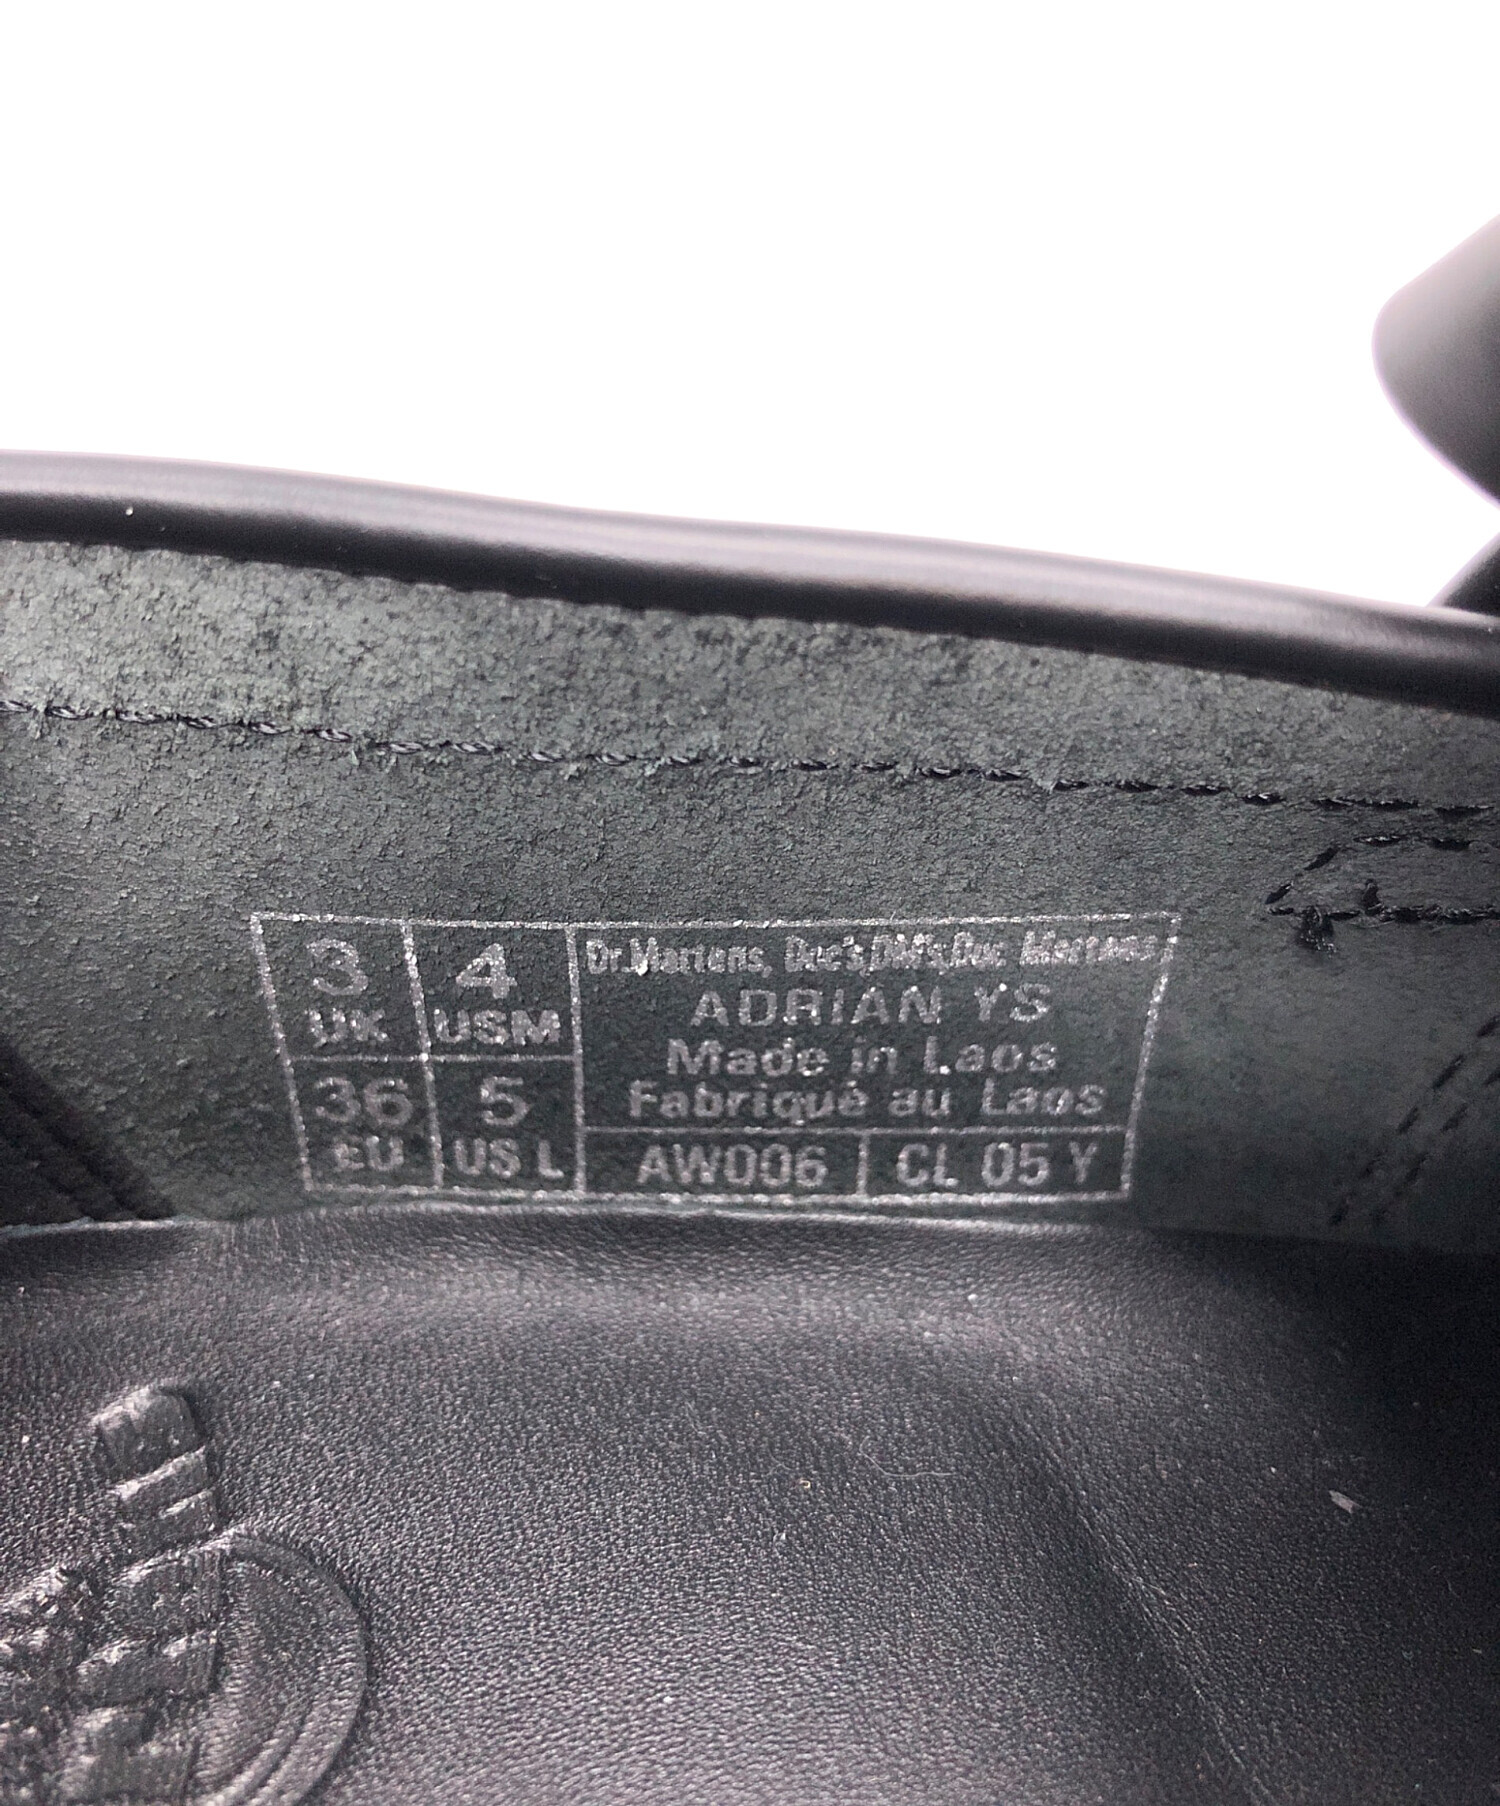 3 UK
4 USM
36 EU
5 US L
Dr.Martens, Doc's,DM's,Doc Martens.
ADRIAN YS
Made in Laos
Fabriqué au Laos
AW006
CL 05 Y